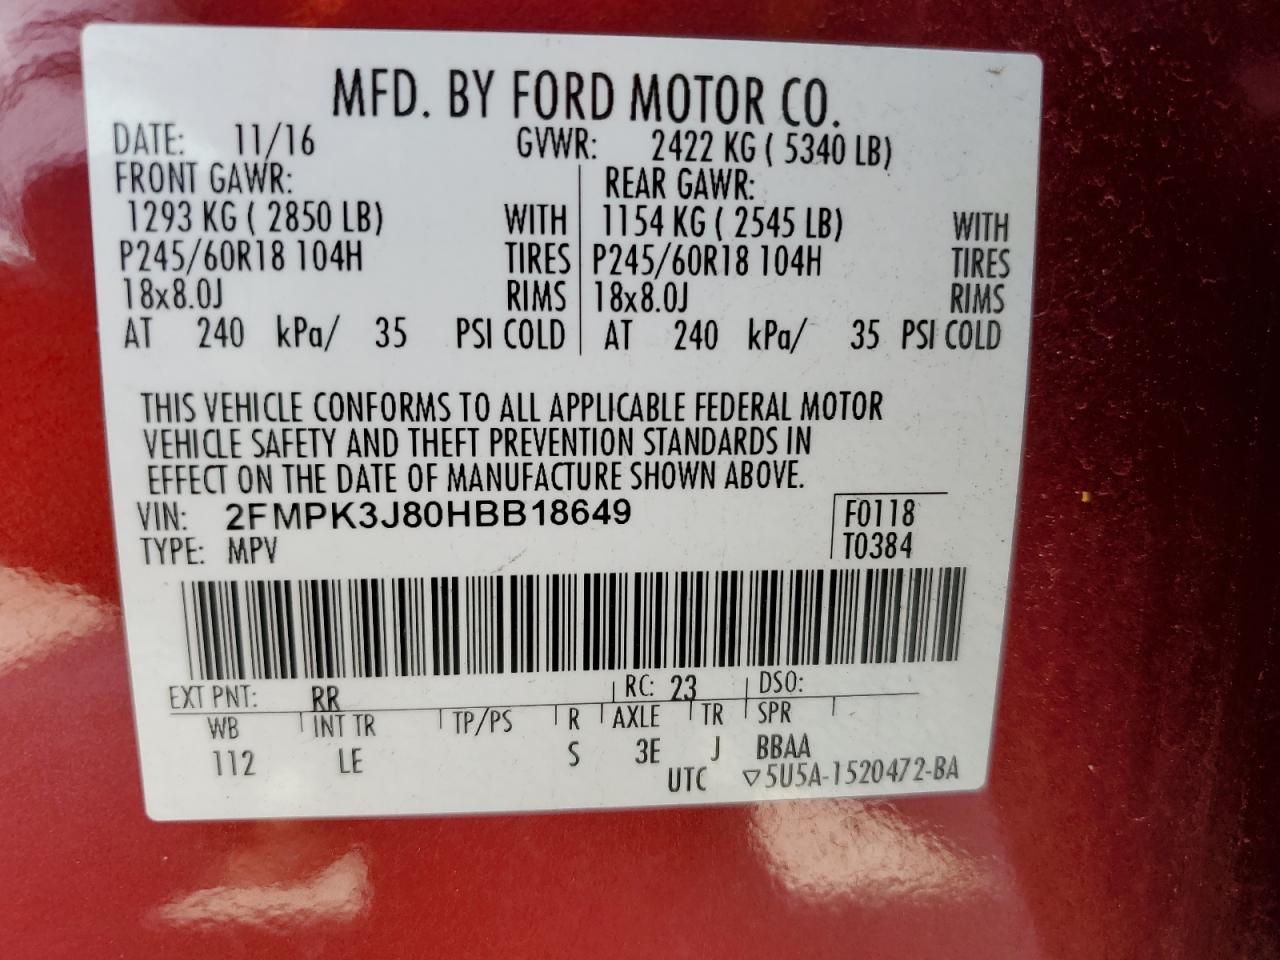 MFD. BY FORD MOTOR CO.
DATE: 11/16 GVWR: 2422 KG ( 5340 LB)
FRONT GAWR: REAR GAWR:
1293 KG ( 2850 LB) WITH 1154 KG ( 2545 LB) WITH
P245/60R18 104H TIRES P245/60R18 104H TIRES
18x8.0J RIMS 18x8.0J RIMS
AT 240 kPa/ 35 PSI COLD AT 240 kPa/ 35 PSI COLD
THIS VEHICLE CONFORMS TO ALL APPLICABLE FEDERAL MOTOR
VEHICLE SAFETY AND THEFT PREVENTION STANDARDS IN
EFFECT ON THE DATE OF MANUFACTURE SHOWN ABOVE.
VIN: 2FMPK3J80HBB18649 F0118
TYPE: MPV T0384
EXT PNT: RR RC: 23 DSO:
WB INT TR TP/PS R AXLE TR SPR
112 LE S 3E J BBAA
UTC ▽5U5A-1520472-BA